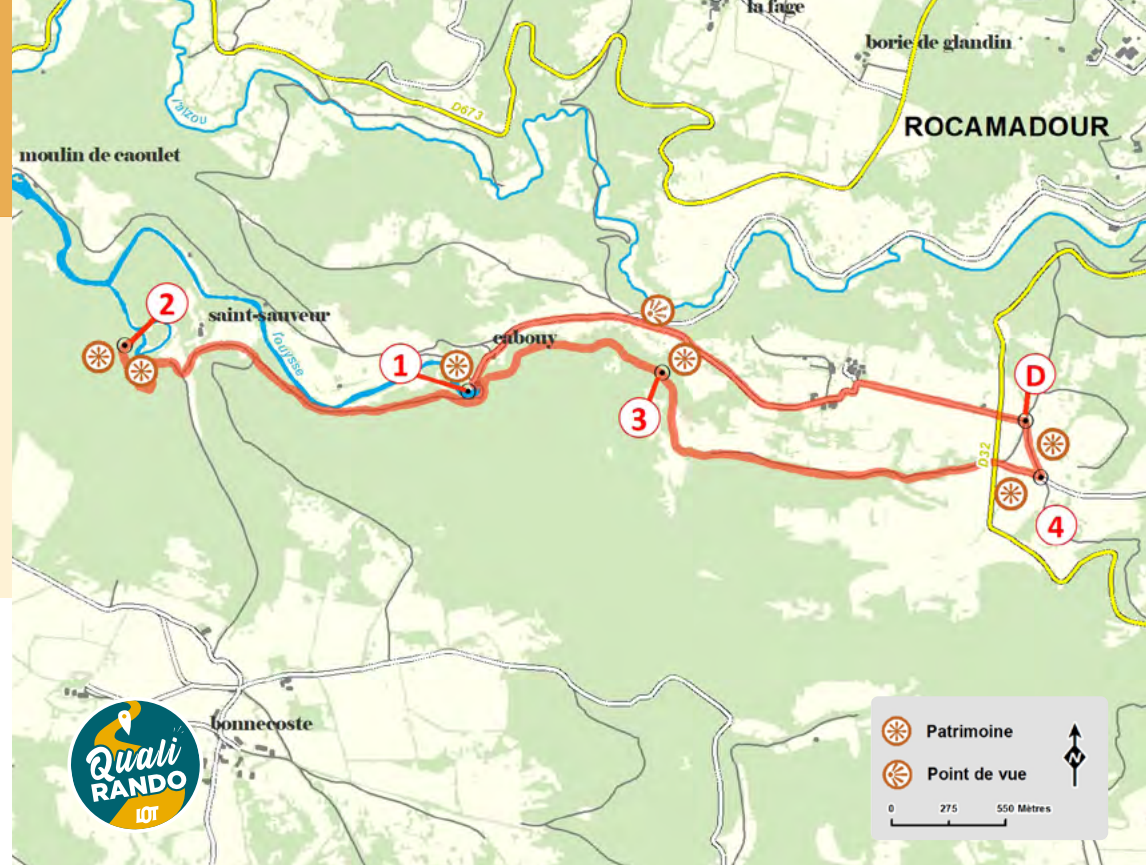 la fage
borie de glandin
D673
l'alzou
ROCAMADOUR
moulin de caoulet
2
saint-sauveur
l'ouysse
cabouy
1
D
3
D32
4
bonnecoste
Quali
RANDO
LOT
Patrimoine
Point de vue
N
0 275 550 Mètres